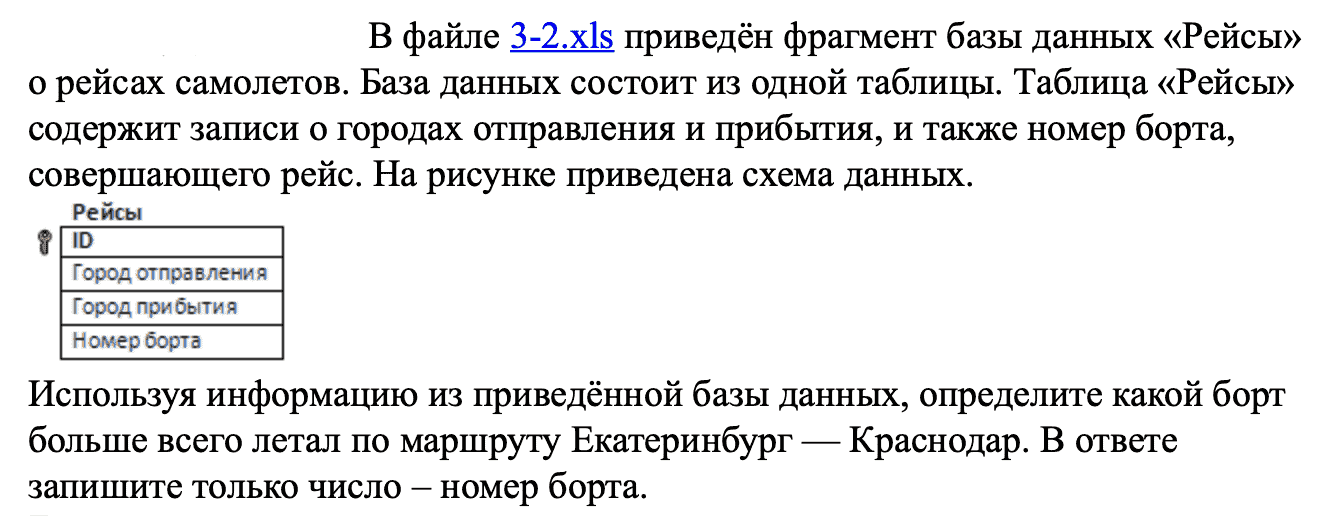 В файле 3-2.xls приведён фрагмент базы данных «Рейсы»
о рейсах самолетов. База данных состоит из одной таблицы. Таблица «Рейсы»
содержит записи о городах отправления и прибытия, и также номер борта,
совершающего рейс. На рисунке приведена схема данных.
Рейсы
ID
Город отправления
Город прибытия
Номер борта
Используя информацию из приведённой базы данных, определите какой борт
больше всего летал по маршруту Екатеринбург — Краснодар. В ответе
запишите только число – номер борта.